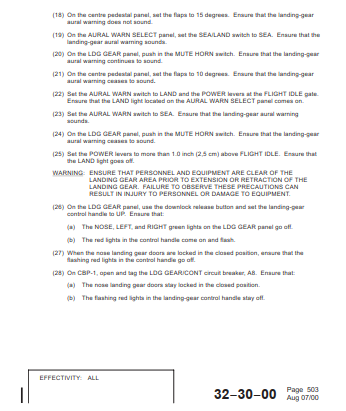 (18) On the centre pedestal panel, set the flaps to 15 degrees. Ensure that the landing-gear
aural warning does not sound.
(19) On the AURAL WARN SELECT panel, set the SEA/LAND switch to SEA. Ensure that the
landing-gear aural warning sounds.
(20) On the LDG GEAR panel, push in the MUTE HORN switch. Ensure that the landing-gear
aural warning continues to sound.
(21) On the centre pedestal panel, set the flaps to 10 degrees. Ensure that the landing-gear
aural warning ceases to sound.
(22) Set the AURAL WARN switch to LAND and the POWER levers at the FLIGHT IDLE gate.
Ensure that the LAND light located on the AURAL WARN SELECT panel comes on.
(23) Set the AURAL WARN switch to SEA. Ensure that the landing-gear aural warning
sounds.
(24) On the LDG GEAR panel, push in the MUTE HORN switch. Ensure that the landing-gear
aural warning ceases to sound.
(25) Set the POWER levers to more than 1.0 inch (2,5 cm) above FLIGHT IDLE. Ensure that
the LAND light goes off.
WARNING: ENSURE THAT PERSONNEL AND EQUIPMENT ARE CLEAR OF THE
LANDING GEAR AREA PRIOR TO EXTENSION OR RETRACTION OF THE
LANDING GEAR. FAILURE TO OBSERVE THESE PRECAUTIONS CAN
RESULT IN INJURY TO PERSONNEL OR DAMAGE TO EQUIPMENT.
(26) On the LDG GEAR panel, use the downlock release button and set the landing-gear
control handle to UP. Ensure that:
(a) The NOSE, LEFT, and RIGHT green lights on the LDG GEAR panel go off.
(b) The red lights in the control handle come on and flash.
(27) When the nose landing gear doors are locked in the closed position, ensure that the
flashing red lights in the control handle go off.
(28) On CBP-1, open and tag the LDG GEAR/CONT circuit breaker, A8. Ensure that:
(a) The nose landing gear doors stay locked in the closed position.
(b) The flashing red lights in the landing-gear control handle stay off.
EFFECTIVITY: ALL
32-30-00
Page 503
Aug 07/00